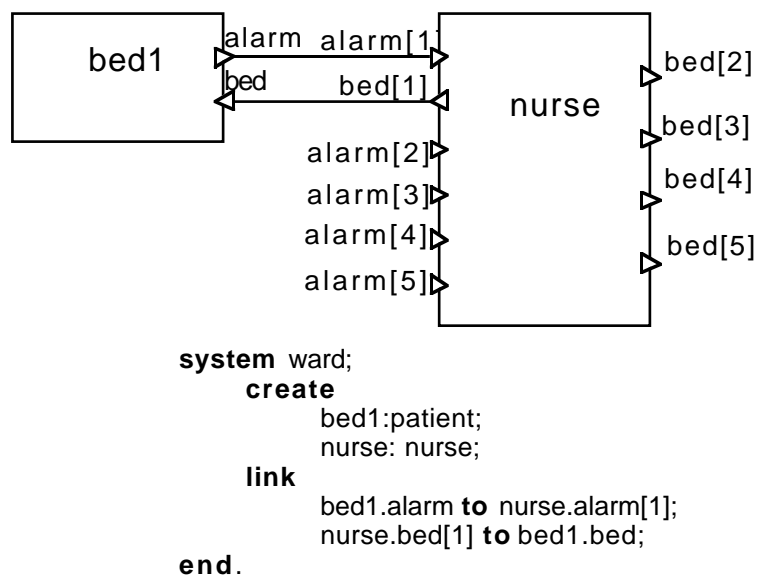 alarm alarm[1]
bed1
bed[2]
bed bed[1]
nurse
bed[3]
alarm[2]
alarm[3]
bed[4]
alarm[4]
bed[5]
alarm[5]
system ward;
create
bed1:patient;
nurse: nurse;
link
bed1.alarm to nurse.alarm[1];
nurse.bed[1] to bed1.bed;
end.